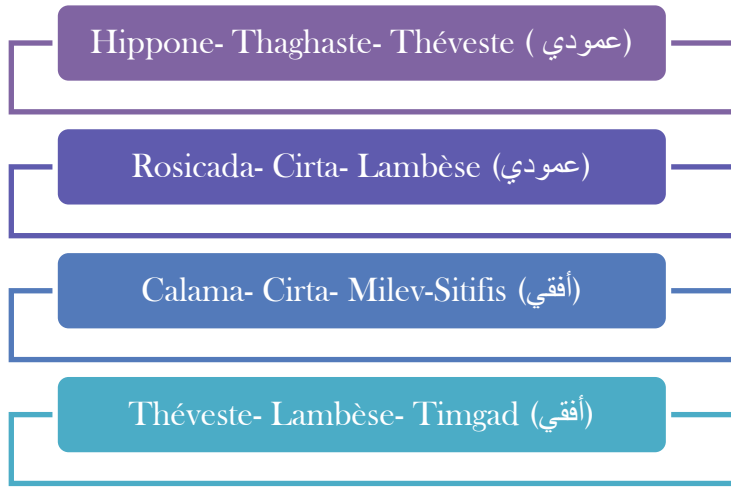 Hippone- Thaghaste- Théveste ( عمودي)
Rosicada- Cirta- Lambèse (عمودي)
Calama- Cirta- Milev-Sitifis (أفقي)
Théveste- Lambèse- Timgad (أفقي)